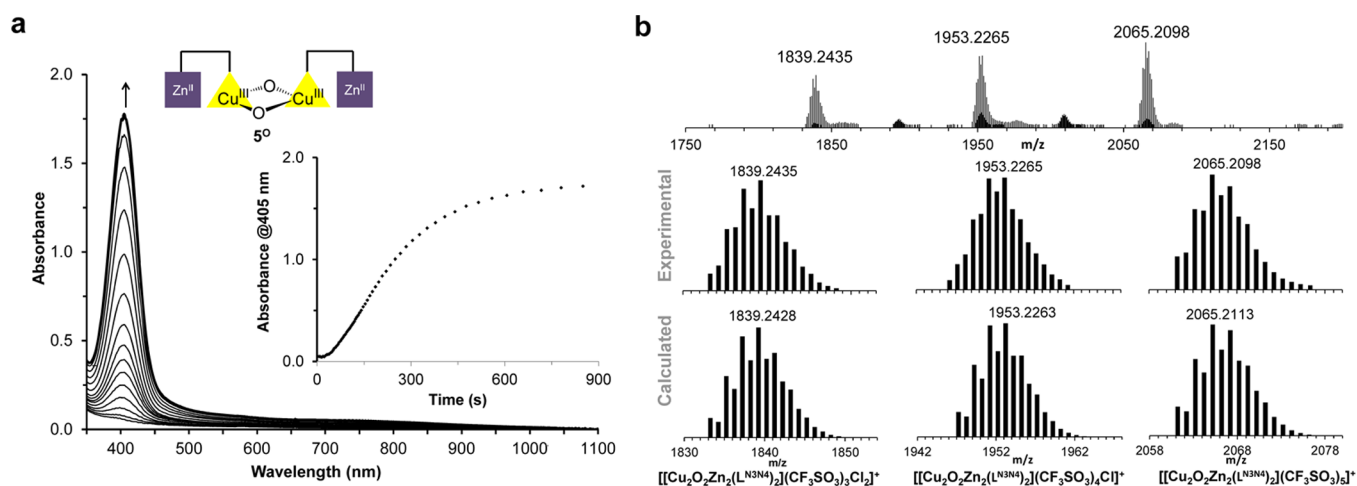 a
2.0
1.5
1.0
0.5
0.0
Absorbance
400 500 600 700 800 900 1000 1100
Wavelength (nm)
Zn^II Cu^III O Cu^III Zn^II
O
5^O
2.0
1.0
0.0
Absorbance @405 nm
0 300 600 900
Time (s)
b
1839.2435 1953.2265 2065.2098
1750 1850 1950 2050 2150
m/z
Experimental
1839.2435 1953.2265 2065.2098
Calculated
1839.2428 1953.2263 2065.2113
1830 1840 1850 1942 1952 1962 2058 2068 2078
m/z m/z m/z
[[Cu₂O₂Zn₂(L^N3N4)₂](CF₃SO₃)₃Cl₂]⁺ [[Cu₂O₂Zn₂(L^N3N4)₂](CF₃SO₃)₄Cl]⁺ [[Cu₂O₂Zn₂(L^N3N4)₂](CF₃SO₃)₅]⁺